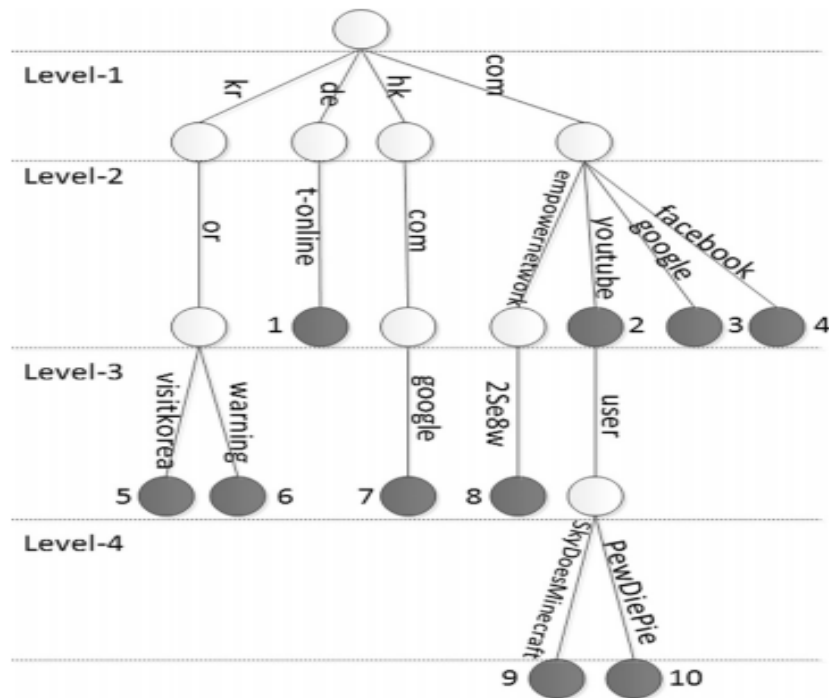 Level-1
kr
de
hk
com
Level-2
or
t-online
com
empowernetwork
youtube
google
facebook
1
2
3
4
Level-3
visitkorea
warning
google
2Se8w
user
5
6
7
8
Level-4
SkyDoesMinecraft
PewDiePie
9
10